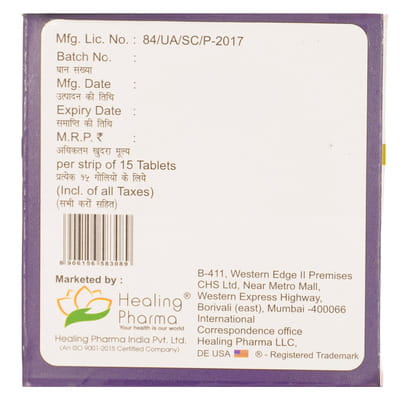 Mfg. Lic. No. : 84/UA/SC/P-2017
Batch No. :
घान संख्या
Mfg. Date :
उत्पादन की तिथि
Expiry Date :
समाप्ति की तिथि
M.R.P. ₹ :
अधिकतम खुदरा मूल्य
per strip of 15 Tablets
प्रत्येक १५ गोलियो के लिये
(Incl. of all Taxes)
(सभी करों सहित)
8 906156 583089
Marketed by :
Healing®
Pharma
Your health is our world
Healing Pharma India Pvt. Ltd.
(An ISO 9001-2015 Certified Company)
B-411, Western Edge II Premises
CHS Ltd, Near Metro Mall,
Western Express Highway,
Borivali (east), Mumbai -400066
International
Correspondence office
Healing Pharma LLC,
DE USA ® - Registered Trademark